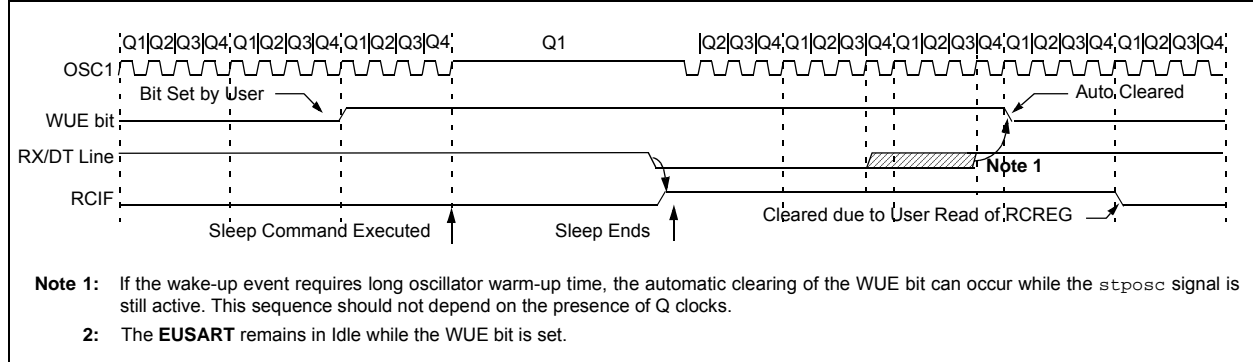 Q1 Q2 Q3 Q4 Q1 Q2 Q3 Q4 Q1 Q2 Q3 Q4 Q1 Q2 Q3 Q4 Q1 Q2 Q3 Q4 Q1 Q2 Q3 Q4 Q1 Q2 Q3 Q4 Q1 Q2 Q3 Q4
OSC1
Bit Set by User
Auto Cleared
WUE bit
RX/DT Line
Note 1
RCIF
Cleared due to User Read of RCREG
Sleep Command Executed
Sleep Ends
Note 1: If the wake-up event requires long oscillator warm-up time, the automatic clearing of the WUE bit can occur while the stposc signal is
still active. This sequence should not depend on the presence of Q clocks.
2: The EUSART remains in Idle while the WUE bit is set.